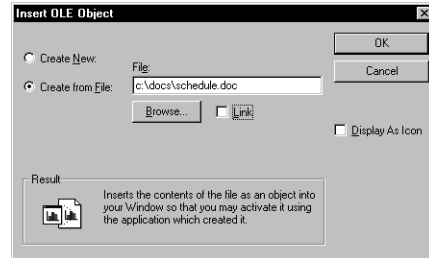 Insert OLE Object
OK
Create New:
File:
Cancel
Create from File:
c:\docs\schedule.doc
Browse...
Link
Display As Icon
Result
Inserts the contents of the file as an object into
your Window so that you may activate it using
the application which created it.